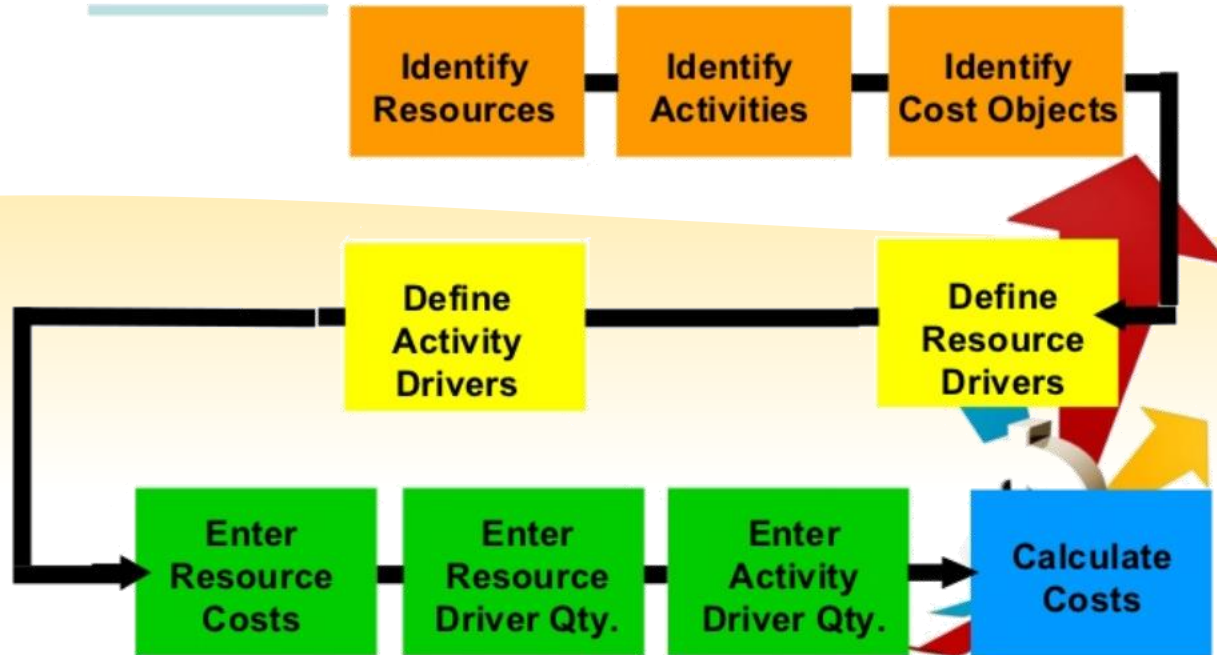 Identify
Resources
Identify
Activities
Identify
Cost Objects
Define
Activity
Drivers
Define
Resource
Drivers
Enter
Resource
Costs
Enter
Resource
Driver Qty.
Enter
Activity
Driver Qty.
Calculate
Costs